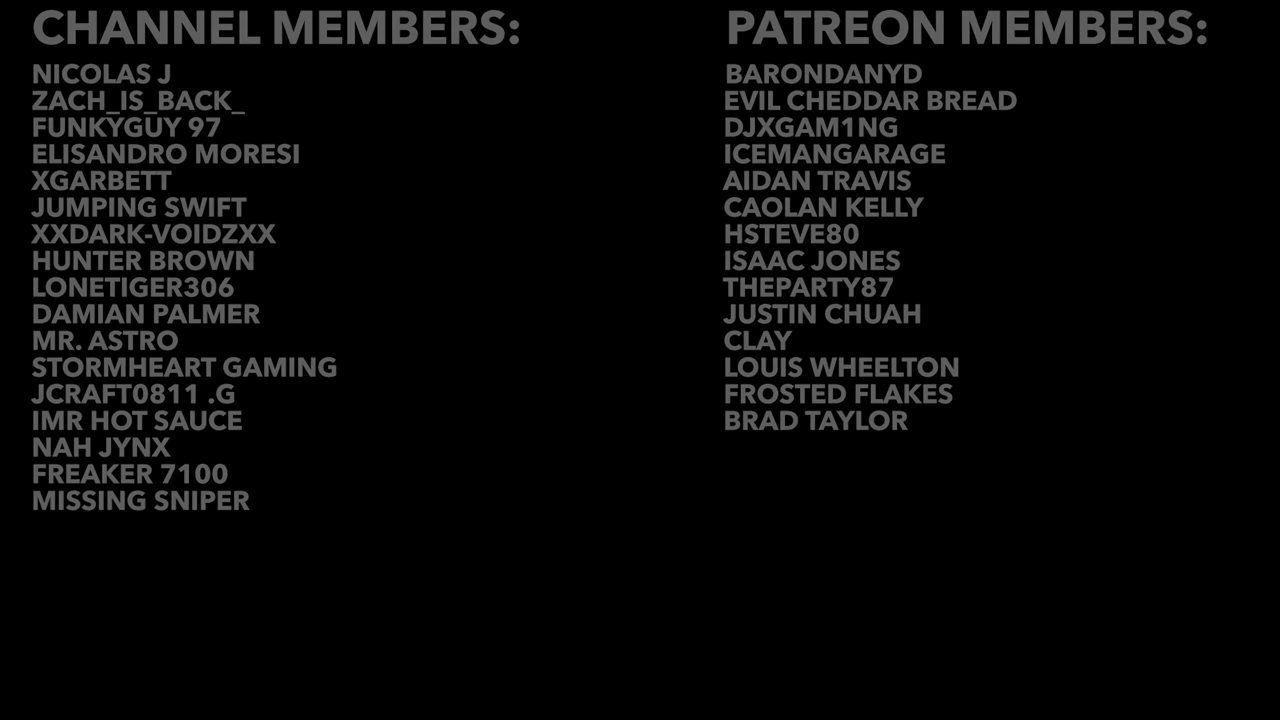 CHANNEL MEMBERS:
NICOLAS J
ZACH_IS_BACK_
FUNKYGUY 97
ELISANDRO MORESI
XGARBETT
JUMPING SWIFT
XXDARK-VOIDZXX
HUNTER BROWN
LONETIGER306
DAMIAN PALMER
MR. ASTRO
STORMHEART GAMING
JCRAFT0811 .G
IMR HOT SAUCE
NAH JYNX
FREAKER 7100
MISSING SNIPER
PATREON MEMBERS:
BARONDANYD
EVIL CHEDDAR BREAD
DJXGAM1NG
ICEMANGARAGE
AIDAN TRAVIS
CAOLAN KELLY
HSTEVE80
ISAAC JONES
THEPARTY87
JUSTIN CHUAH
CLAY
LOUIS WHEELTON
FROSTED FLAKES
BRAD TAYLOR